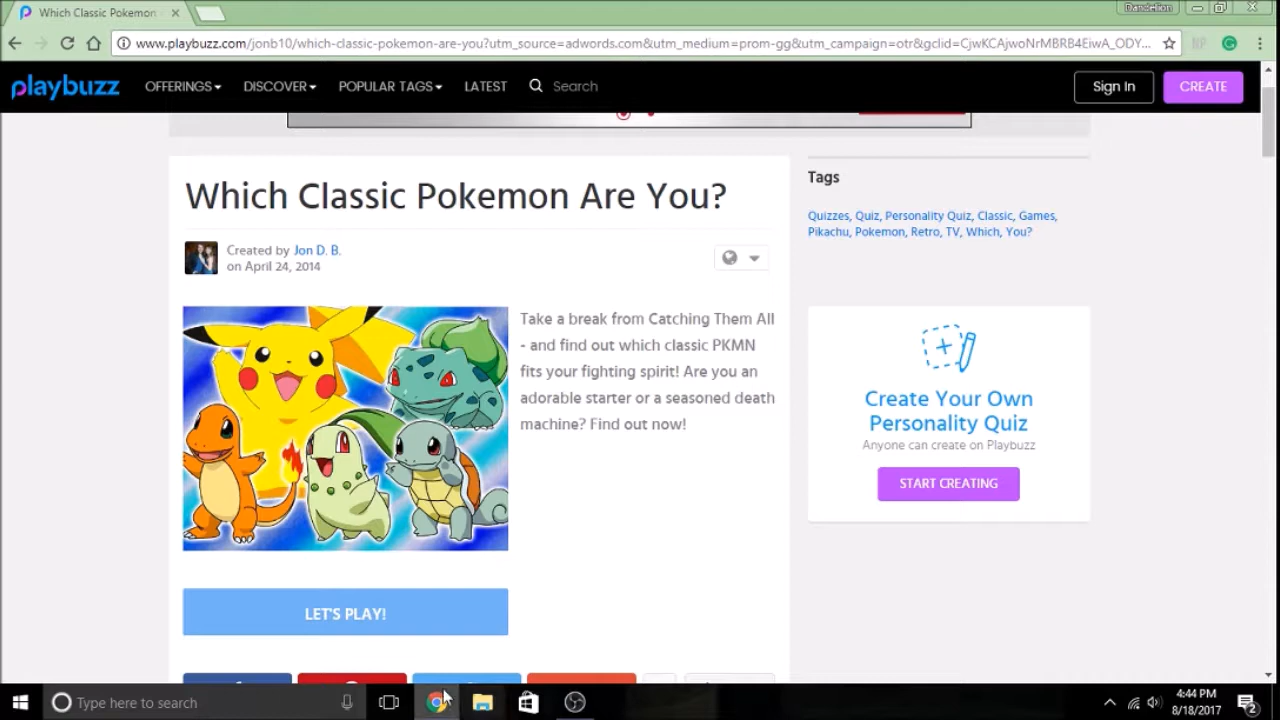 Which Classic Pokemon
Dandelion
www.playbuzz.com/jonb10/which-classic-pokemon-are-you?utm_source=adwords.com&utm_medium=prom-gg&utm_campaign=otr&gclid=CjwKCAjwoNrMBRB4EiwA_ODY...
playbuzz
OFFERINGS
DISCOVER
POPULAR TAGS
LATEST
Search
Sign In
CREATE
Which Classic Pokemon Are You?
Created by Jon D. B.
on April 24, 2014
Take a break from Catching Them All
- and find out which classic PKMN
fits your fighting spirit! Are you an
adorable starter or a seasoned death
machine? Find out now!
LET'S PLAY!
Tags
Quizzes, Quiz, Personality Quiz, Classic, Games,
Pikachu, Pokemon, Retro, TV, Which, You?
Create Your Own
Personality Quiz
Anyone can create on Playbuzz
START CREATING
Type here to search
4:44 PM
8/18/2017
2